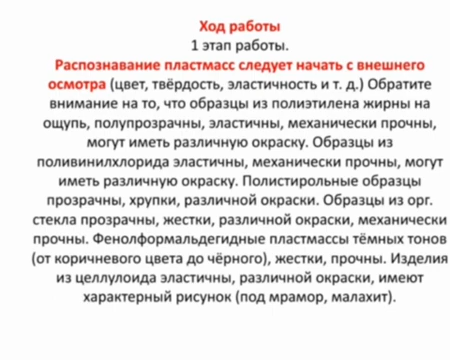 Ход работы
1 этап работы.
Распознавание пластмасс следует начать с внешнего
осмотра (цвет, твёрдость, эластичность и т. д.) Обратите
внимание на то, что образцы из полиэтилена жирны на
ощупь, полупрозрачны, эластичны, механически прочны,
могут иметь различную окраску. Образцы из
поливинилхлорида эластичны, механически прочны, могут
иметь различную окраску. Полистирольные образцы
прозрачны, хрупки, различной окраски. Образцы из орг.
стекла прозрачны, жестки, различной окраски, механически
прочны. Фенолформальдегидные пластмассы тёмных тонов
(от коричневого цвета до чёрного), жестки, прочны. Изделия
из целлулоида эластичны, различной окраски, имеют
характерный рисунок (под мрамор, малахит).